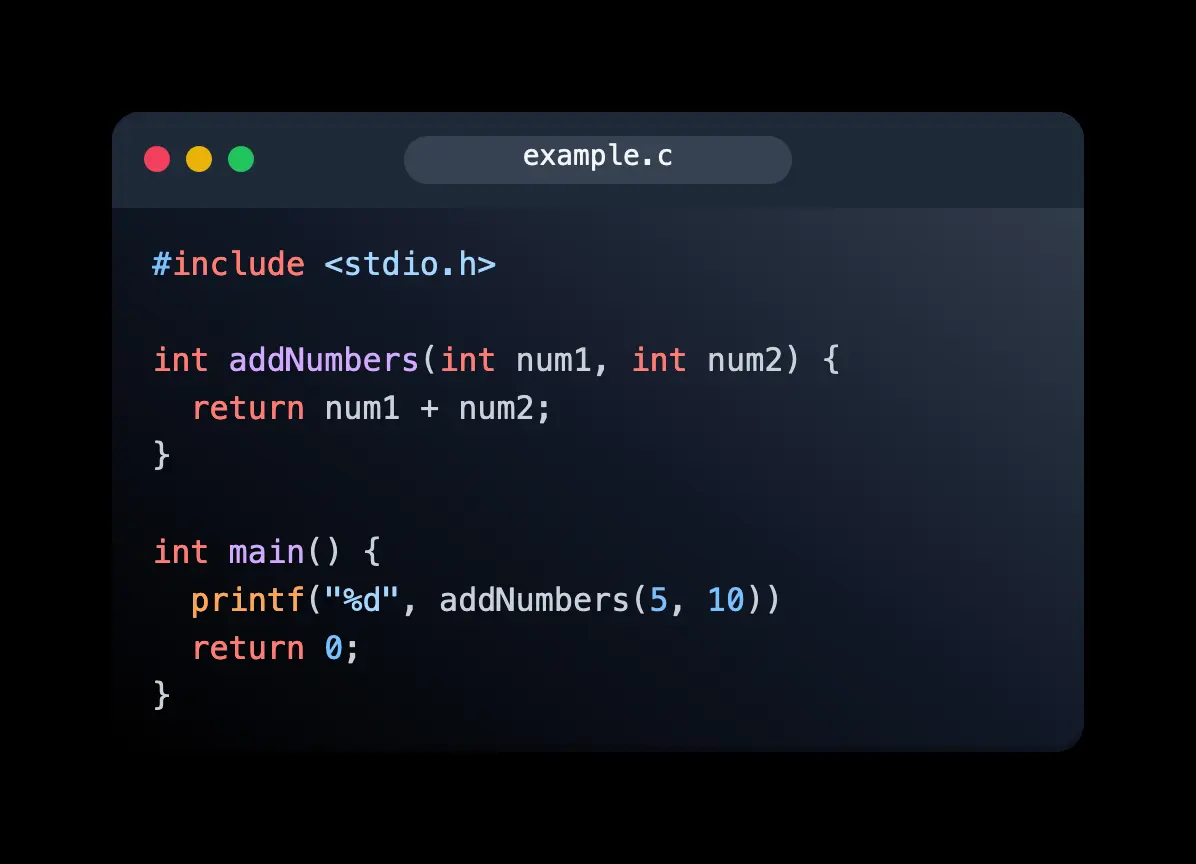 example.c
#include <stdio.h>
int addNumbers(int num1, int num2) {
  return num1 + num2;
}
int main() {
  printf("%d", addNumbers(5, 10))
  return 0;
}